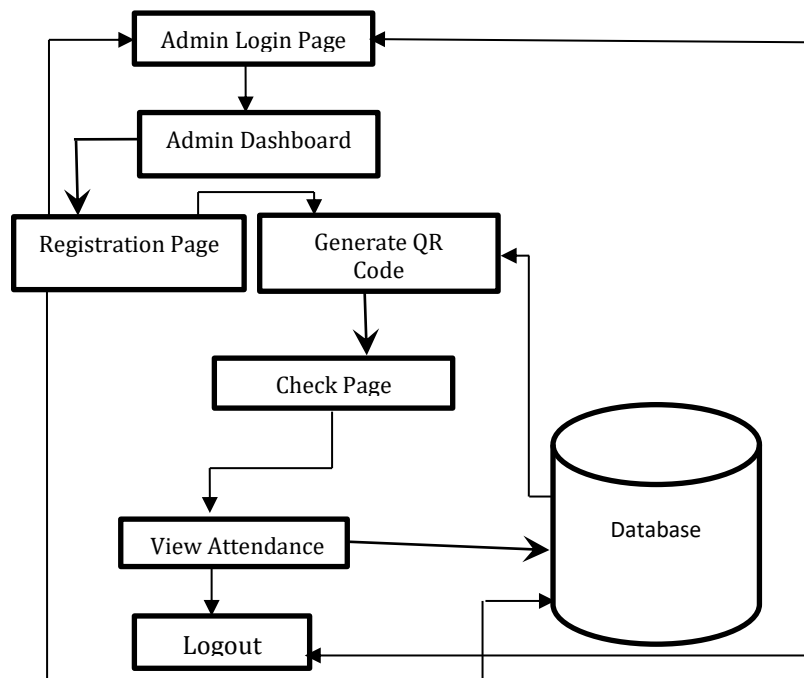 Admin Login Page
Admin Dashboard
Registration Page
Generate QR
Code
Check Page
View Attendance
Database
Logout